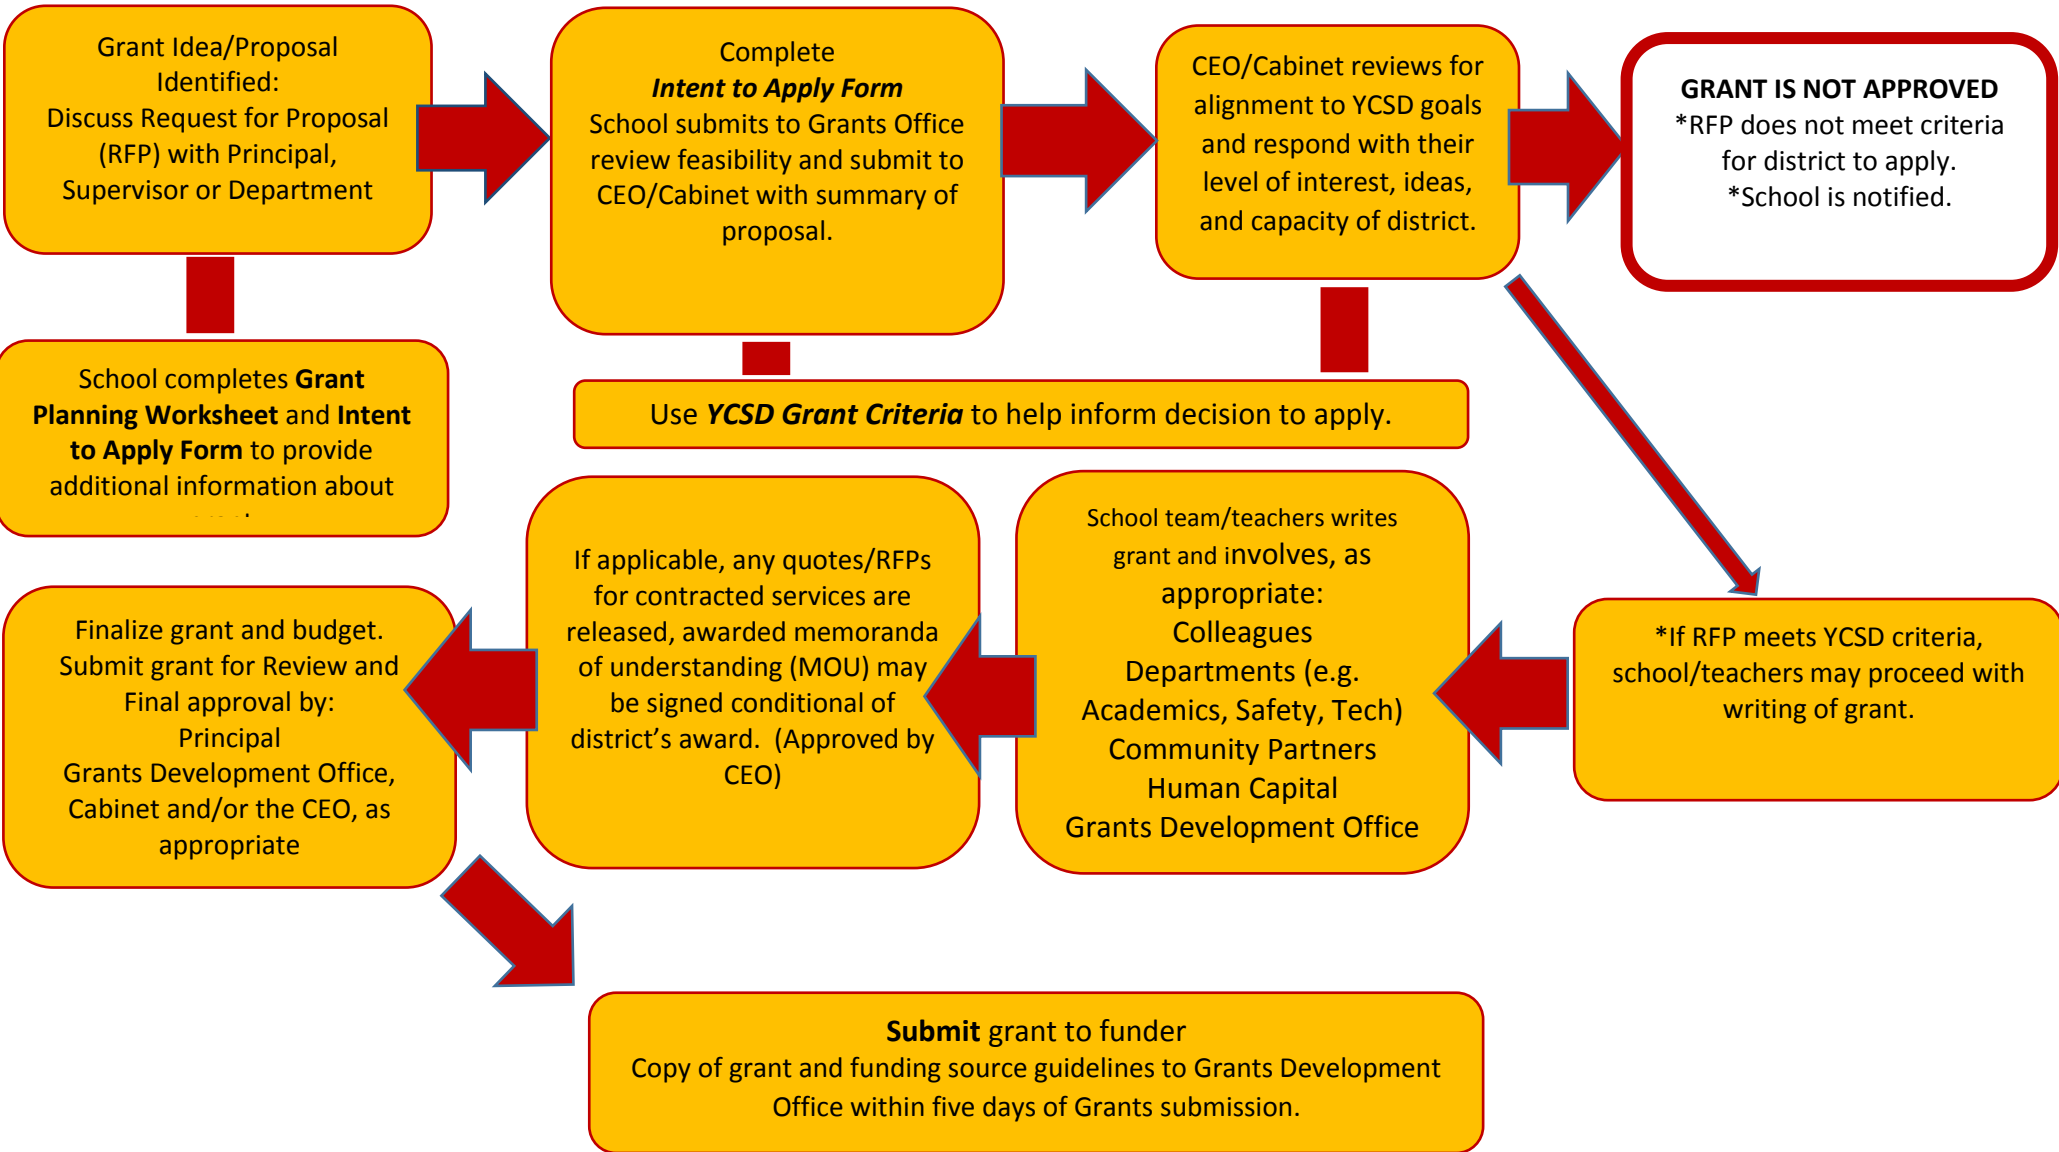 Grant Idea/Proposal
Identified:
Discuss Request for Proposal
(RFP) with Principal,
Supervisor or Department
Complete
Intent to Apply Form
School submits to Grants Office
review feasibility and submit to
CEO/Cabinet with summary of
proposal.
CEO/Cabinet reviews for
alignment to YCSD goals
and respond with their
level of interest, ideas,
and capacity of district.
GRANT IS NOT APPROVED
*RFP does not meet criteria
for district to apply.
*School is notified.
School completes Grant
Planning Worksheet and Intent
to Apply Form to provide
additional information about
Use YCSD Grant Criteria to help inform decision to apply.
*If RFP meets YCSD criteria,
school/teachers may proceed with
writing of grant.
School team/teachers writes
grant and involves, as
appropriate:
Colleagues
Departments (e.g.
Academics, Safety, Tech)
Community Partners
Human Capital
Grants Development Office
If applicable, any quotes/RFPs
for contracted services are
released, awarded memoranda
of understanding (MOU) may
be signed conditional of
district’s award.  (Approved by
CEO)
Finalize grant and budget.
Submit grant for Review and
Final approval by:
Principal
Grants Development Office,
Cabinet and/or the CEO, as
appropriate
Submit grant to funder
Copy of grant and funding source guidelines to Grants Development
Office within five days of Grants submission.